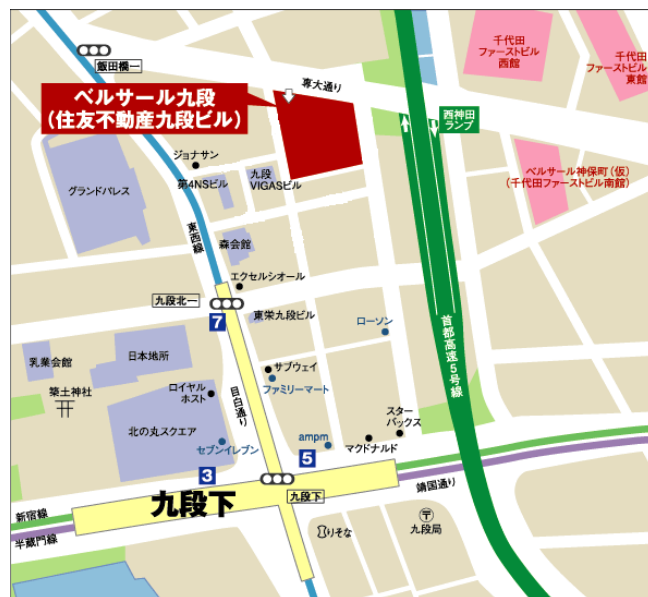 飯田橋一
千代田
ファーストビル
西館
千代田
ファーストビル
東館
専大通り
ベルサール九段
(住友不動産九段ビル)
西神田
ランプ
ジョナサン
グランドパレス
第4NSビル
九段
VIGASビル
ベルサール神保町(仮)
(千代田ファーストビル南館)
東西線
森会館
エクセルシオール
九段北一
7
東栄九段ビル
ローソン
首都高速5号線
乳業会館
日本地所
サブウェイ
ファミリーマート
築土神社
ロイヤル
ホスト
目白通り
スター
バックス
北の丸スクエア
セブンイレブン
ampm
マクドナルド
3
5
九段下
九段下
靖国通り
新宿線
半蔵門線
りそな
〒
九段局